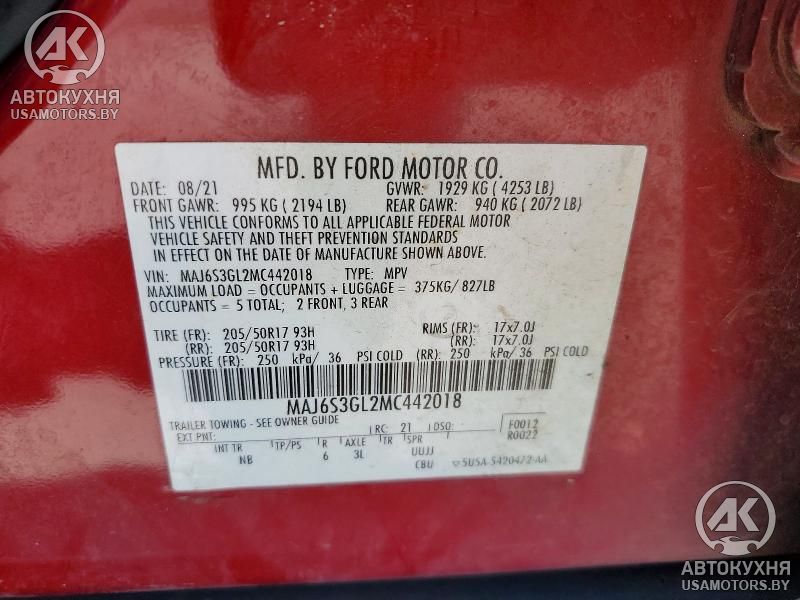 AK
АВТОКУХНЯ
USAMOTORS.BY
MFD. BY FORD MOTOR CO.
DATE: 08/21 GVWR: 1929 KG ( 4253 LB)
FRONT GAWR: 995 KG ( 2194 LB) REAR GAWR: 940 KG ( 2072 LB)
THIS VEHICLE CONFORMS TO ALL APPLICABLE FEDERAL MOTOR
VEHICLE SAFETY AND THEFT PREVENTION STANDARDS
IN EFFECT ON THE DATE OF MANUFACTURE SHOWN ABOVE.
VIN: MAJ6S3GL2MC442018 TYPE: MPV
MAXIMUM LOAD = OCCUPANTS + LUGGAGE = 375KG/ 827LB
OCCUPANTS = 5 TOTAL; 2 FRONT, 3 REAR
TIRE (FR): 205/50R17 93H RIMS (FR): 17x7.0J
(RR): 205/50R17 93H (RR): 17x7.0J
PRESSURE (FR): 250 kPa/ 36 PSI COLD (RR): 250 kPa/ 36 PSI COLD
MAJ6S3GL2MC442018
TRAILER TOWING - SEE OWNER GUIDE
EXT PNT: RC: 21 DSO: F0012
R0022
INT TR TP/PS R AXLE TR SPR
NB 6 3L UUJJ
CBU 5USA-5420472-AA
AK
АВТОКУХНЯ
USAMOTORS.BY